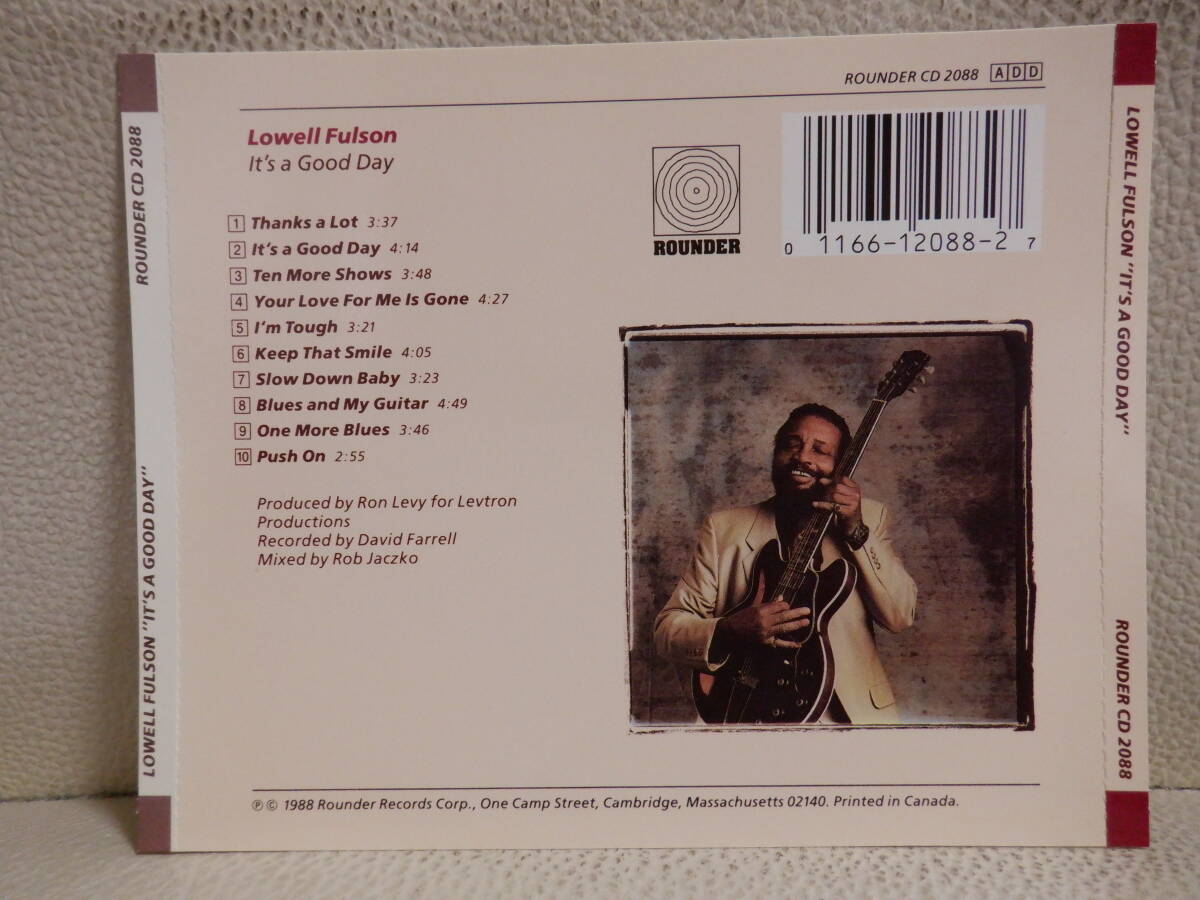 ROUNDER CD 2088 ADD
Lowell Fulson
It's a Good Day
1 Thanks a Lot 3:37
2 It's a Good Day 4:14
3 Ten More Shows 3:48
4 Your Love For Me Is Gone 4:27
5 I'm Tough 3:21
6 Keep That Smile 4:05
7 Slow Down Baby 3:23
8 Blues and My Guitar 4:49
9 One More Blues 3:46
10 Push On 2:55
Produced by Ron Levy for Levtron
Productions
Recorded by David Farrell
Mixed by Rob Jaczko
ROUNDER
0 1166-12088-2 7
℗ © 1988 Rounder Records Corp., One Camp Street, Cambridge, Massachusetts 02140. Printed in Canada.
LOWELL FULSON "IT'S A GOOD DAY" ROUNDER CD 2088
LOWELL FULSON "IT'S A GOOD DAY" ROUNDER CD 2088